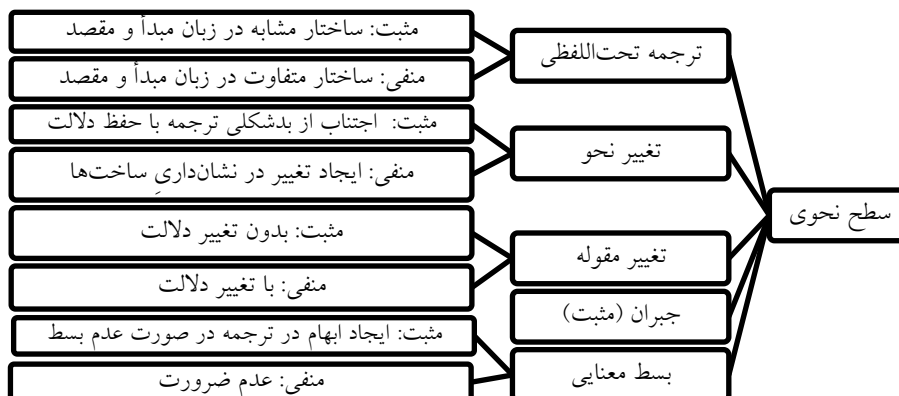 سطح نحوی
ترجمه تحت‌اللفظی
مثبت: ساختار مشابه در زبان مبدأ و مقصد
منفی: ساختار متفاوت در زبان مبدأ و مقصد
تغییر نحو
مثبت: اجتناب از بدشکلی ترجمه با حفظ دلالت
منفی: ایجاد تغییر در نشان‌داریِ ساخت‌ها
تغییر مقوله
مثبت: بدون تغییر دلالت
منفی: با تغییر دلالت
جبران (مثبت)
بسط معنایی
مثبت: ایجاد ابهام در ترجمه در صورت عدم بسط
منفی: عدم ضرورت